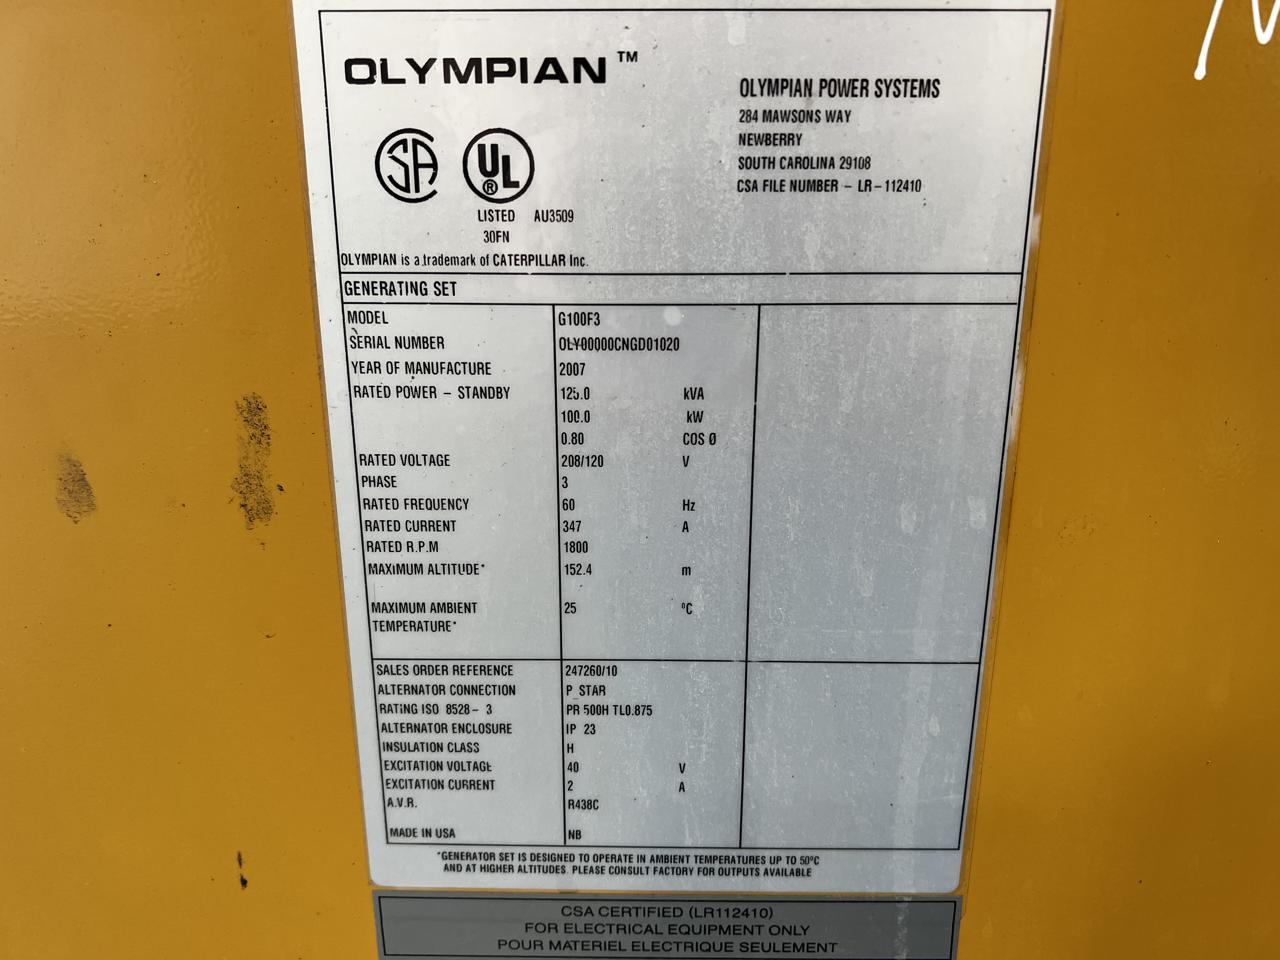 OLYMPIAN ™
OLYMPIAN POWER SYSTEMS
284 MAWSONS WAY
NEWBERRY
SOUTH CAROLINA 29108
CSA FILE NUMBER - LR-112410
SA UL ®
LISTED AU3509
30FN
OLYMPIAN is a trademark of CATERPILLAR Inc.
GENERATING SET
MODEL G100F3
SERIAL NUMBER OLY00000CNGD01020
YEAR OF MANUFACTURE 2007
RATED POWER - STANDBY 125.0 kVA
100.0 kW
0.80 COS Ø
RATED VOLTAGE 208/120 V
PHASE 3
RATED FREQUENCY 60 Hz
RATED CURRENT 347 A
RATED R.P.M 1800
MAXIMUM ALTITUDE* 152.4 m
MAXIMUM AMBIENT 25 °C
TEMPERATURE*
SALES ORDER REFERENCE 247260/10
ALTERNATOR CONNECTION P_STAR
RATING ISO 8528- 3 PR 500H TL0.875
ALTERNATOR ENCLOSURE IP 23
INSULATION CLASS H
EXCITATION VOLTAGE 40 V
EXCITATION CURRENT 2 A
A.V.R. R438C
MADE IN USA NB
*GENERATOR SET IS DESIGNED TO OPERATE IN AMBIENT TEMPERATURES UP TO 50°C
AND AT HIGHER ALTITUDES. PLEASE CONSULT FACTORY FOR OUTPUTS AVAILABLE
CSA CERTIFIED (LR112410)
FOR ELECTRICAL EQUIPMENT ONLY
POUR MATERIEL ELECTRIQUE SEULEMENT